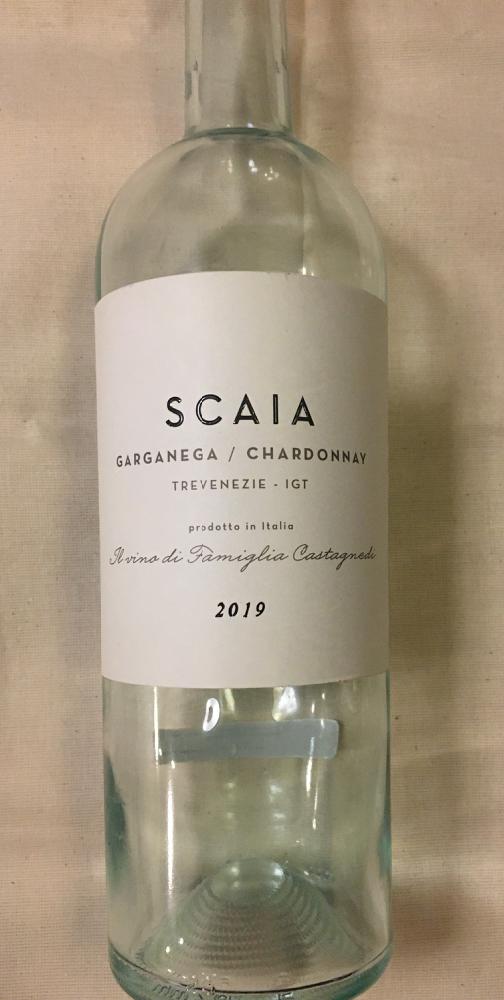 SCAIA
GARGANEGA / CHARDONNAY
TREVENEZIE - IGT
prodotto in Italia
Il vino di Famiglia Castagnedi
2019